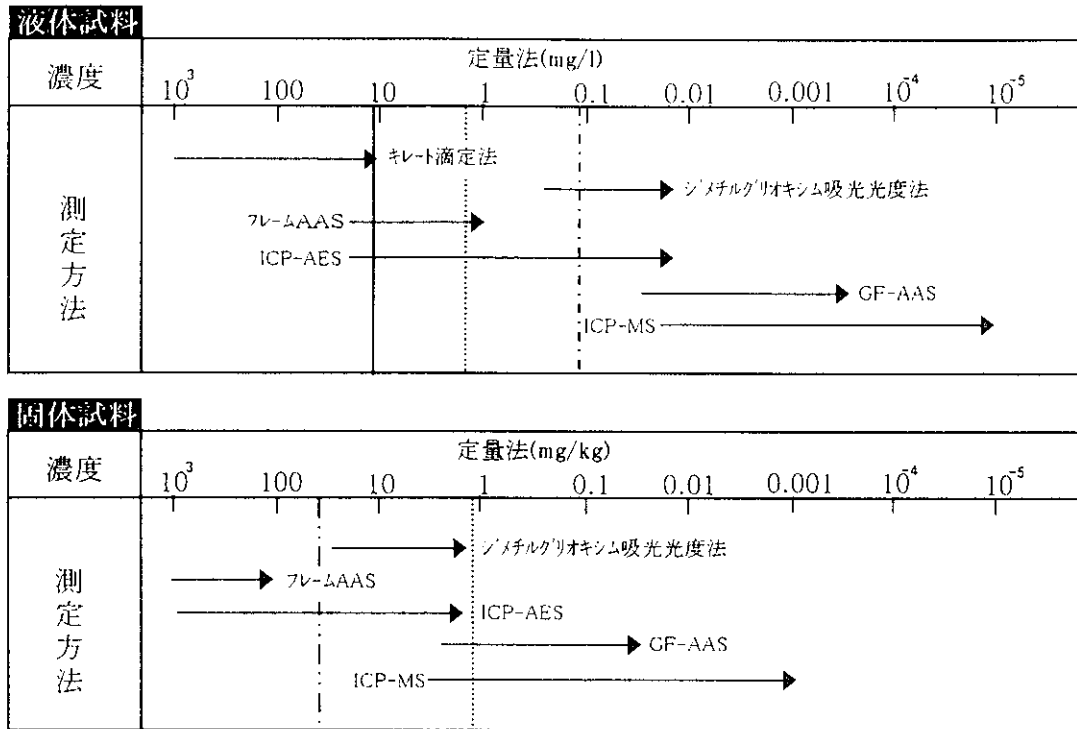 液体試料
濃度
定量法(mg/l)
10³ 100 10 1 0.1 0.01 0.001 10⁻⁴ 10⁻⁵
測定方法
キレート滴定法
ジメチルグリオキシム吸光光度法
フレームAAS
ICP-AES
GF-AAS
ICP-MS
固体試料
濃度
定量法(mg/kg)
10³ 100 10 1 0.1 0.01 0.001 10⁻⁴ 10⁻⁵
測定方法
ジメチルグリオキシム吸光光度法
フレームAAS
ICP-AES
GF-AAS
ICP-MS